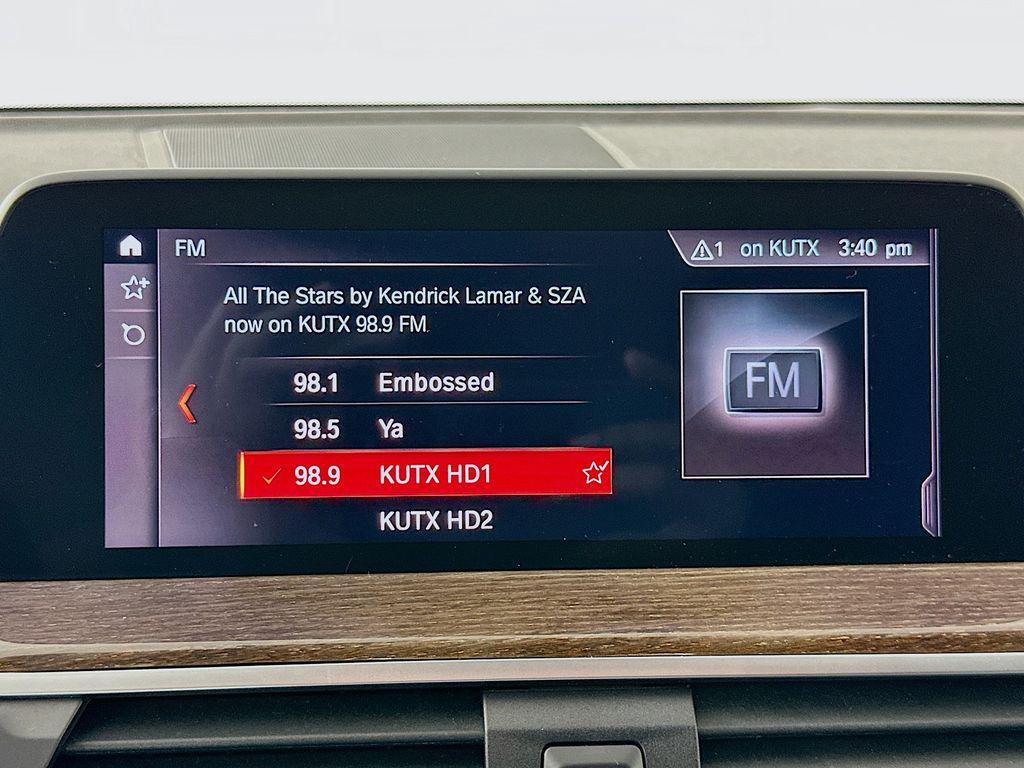 FM
1 on KUTX 3:40 pm
All The Stars by Kendrick Lamar & SZA
now on KUTX 98.9 FM
98.1 Embossed
98.5 Ya
98.9 KUTX HD1
KUTX HD2
FM